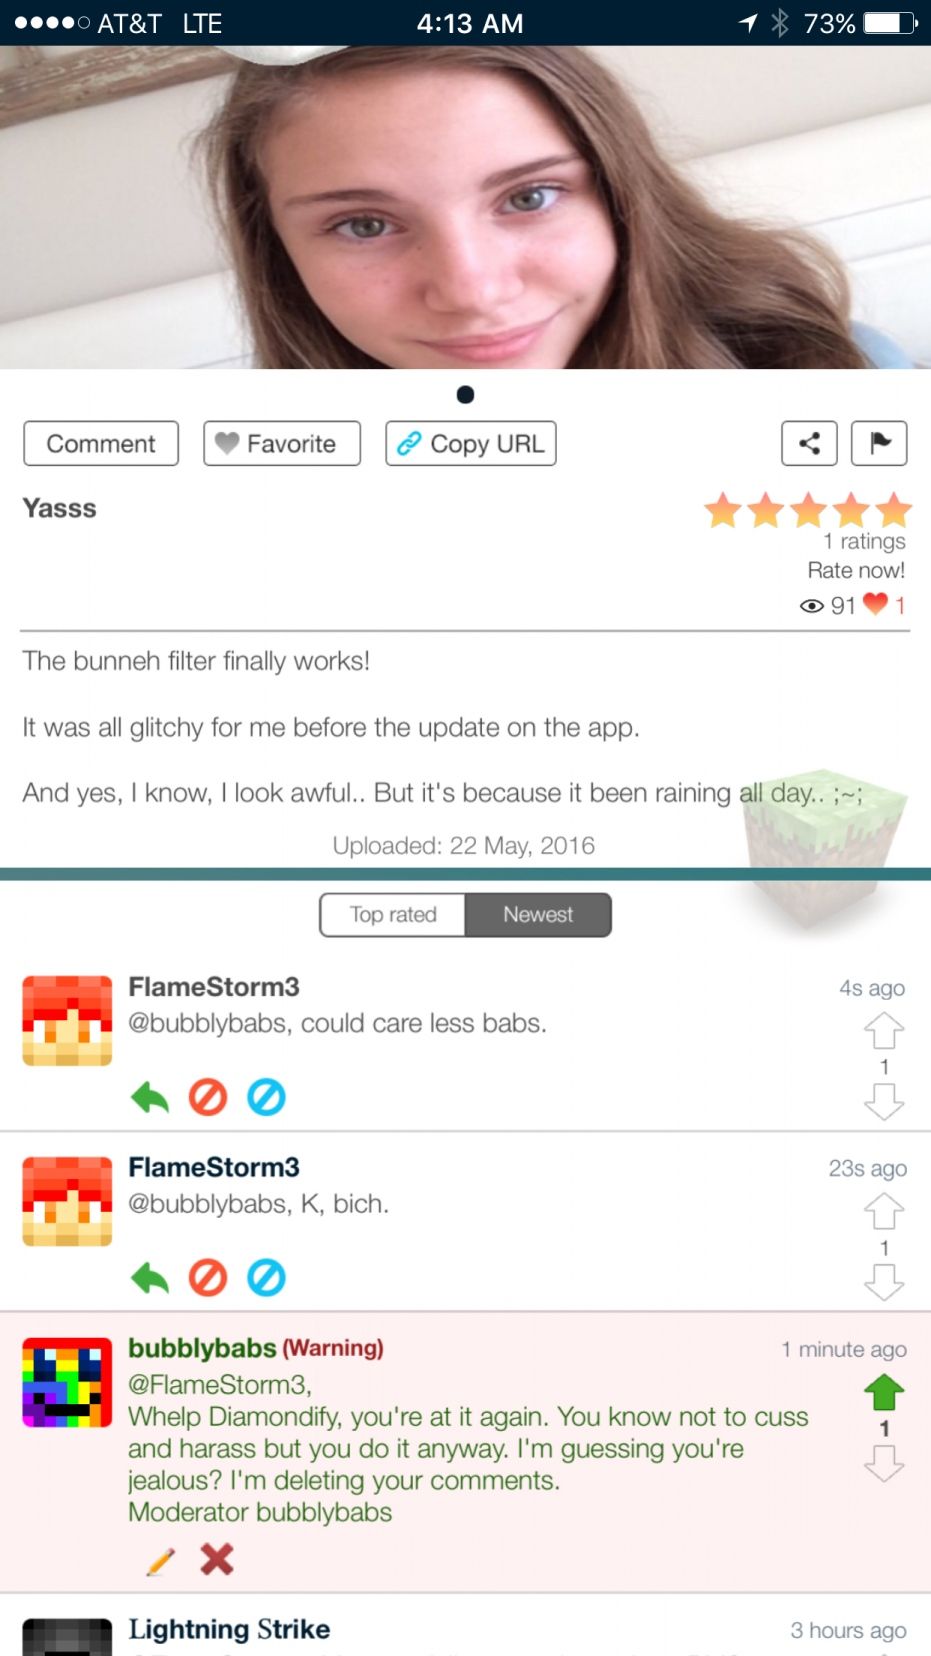 AT&T LTE 4:13 AM 73%
Comment Favorite Copy URL
Yasss
1 ratings
Rate now!
91 1
The bunneh filter finally works!
It was all glitchy for me before the update on the app.
And yes, I know, I look awful.. But it's because it been raining all day.. ;~;
Uploaded: 22 May, 2016
Top rated Newest
FlameStorm3 4s ago
@bubblybabs, could care less babs.
1
FlameStorm3 23s ago
@bubblybabs, K, bich.
1
bubblybabs (Warning) 1 minute ago
@FlameStorm3,
Whelp Diamondify, you're at it again. You know not to cuss
and harass but you do it anyway. I'm guessing you're
jealous? I'm deleting your comments.
Moderator bubblybabs
1
Lightning Strike 3 hours ago